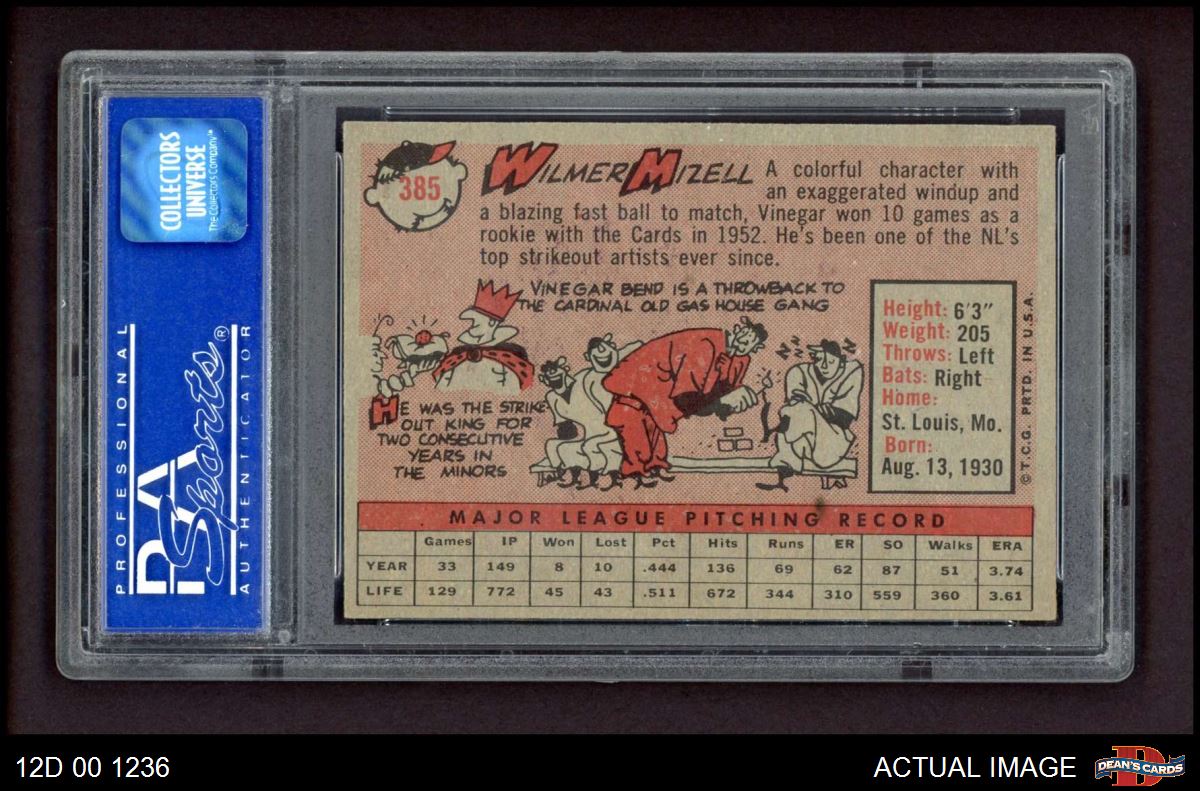 COLLECTORS
UNIVERSE
The Collectors Company™
PROFESSIONAL
PSA
Sports®
AUTHENTICATOR
385
WILMER MIZELL
A colorful character with
an exaggerated windup and
a blazing fast ball to match, Vinegar won 10 games as a
rookie with the Cards in 1952. He's been one of the NL's
top strikeout artists ever since.
VINEGAR BEND IS A THROWBACK TO
THE CARDINAL OLD GAS HOUSE GANG
HE WAS THE STRIKE-
OUT KING FOR
TWO CONSECUTIVE
YEARS IN
THE MINORS
N N N N N
Height: 6'3"
Weight: 205
Throws: Left
Bats: Right
Home:
St. Louis, Mo.
Born:
Aug. 13, 1930
© T.C.G. PRTD. IN U.S.A.
MAJOR LEAGUE PITCHING RECORD
Games IP Won Lost Pct Hits Runs ER SO Walks ERA
YEAR 33 149 8 10 .444 136 69 62 87 51 3.74
LIFE 129 772 45 43 .511 672 344 310 559 360 3.61
12D 00 1236
ACTUAL IMAGE
DEAN'S CARDS